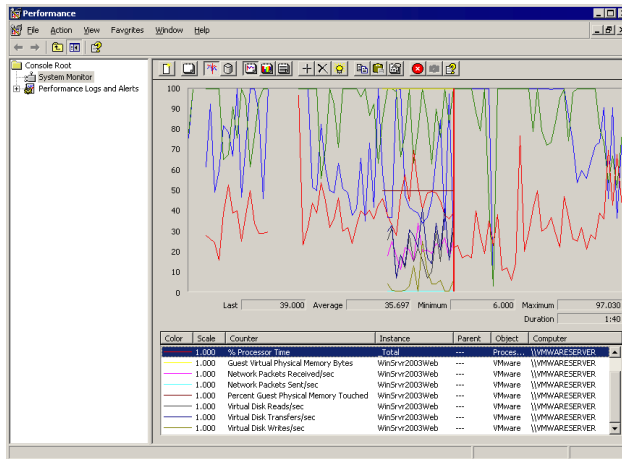 Performance
File Action View Favorites Window Help
Console Root
System Monitor
Performance Logs and Alerts
100
90
80
70
60
50
40
30
20
10
0
Last 39.000 Average 35.697 Minimum 6.000 Maximum 97.030
Duration 1:40
Color Scale Counter Instance Parent Object Computer
1.000 % Processor Time _Total --- Proces... \\VMWARESERVER
1.000 Guest Virtual Physical Memory Bytes WinSrvr2003Web --- VMware \\VMWARESERVER
1.000 Network Packets Received/sec WinSrvr2003Web --- VMware \\VMWARESERVER
1.000 Network Packets Sent/sec WinSrvr2003Web --- VMware \\VMWARESERVER
1.000 Percent Guest Physical Memory Touched WinSrvr2003Web --- VMware \\VMWARESERVER
1.000 Virtual Disk Reads/sec WinSrvr2003Web --- VMware \\VMWARESERVER
1.000 Virtual Disk Transfers/sec WinSrvr2003Web --- VMware \\VMWARESERVER
1.000 Virtual Disk Writes/sec WinSrvr2003Web --- VMware \\VMWARESERVER